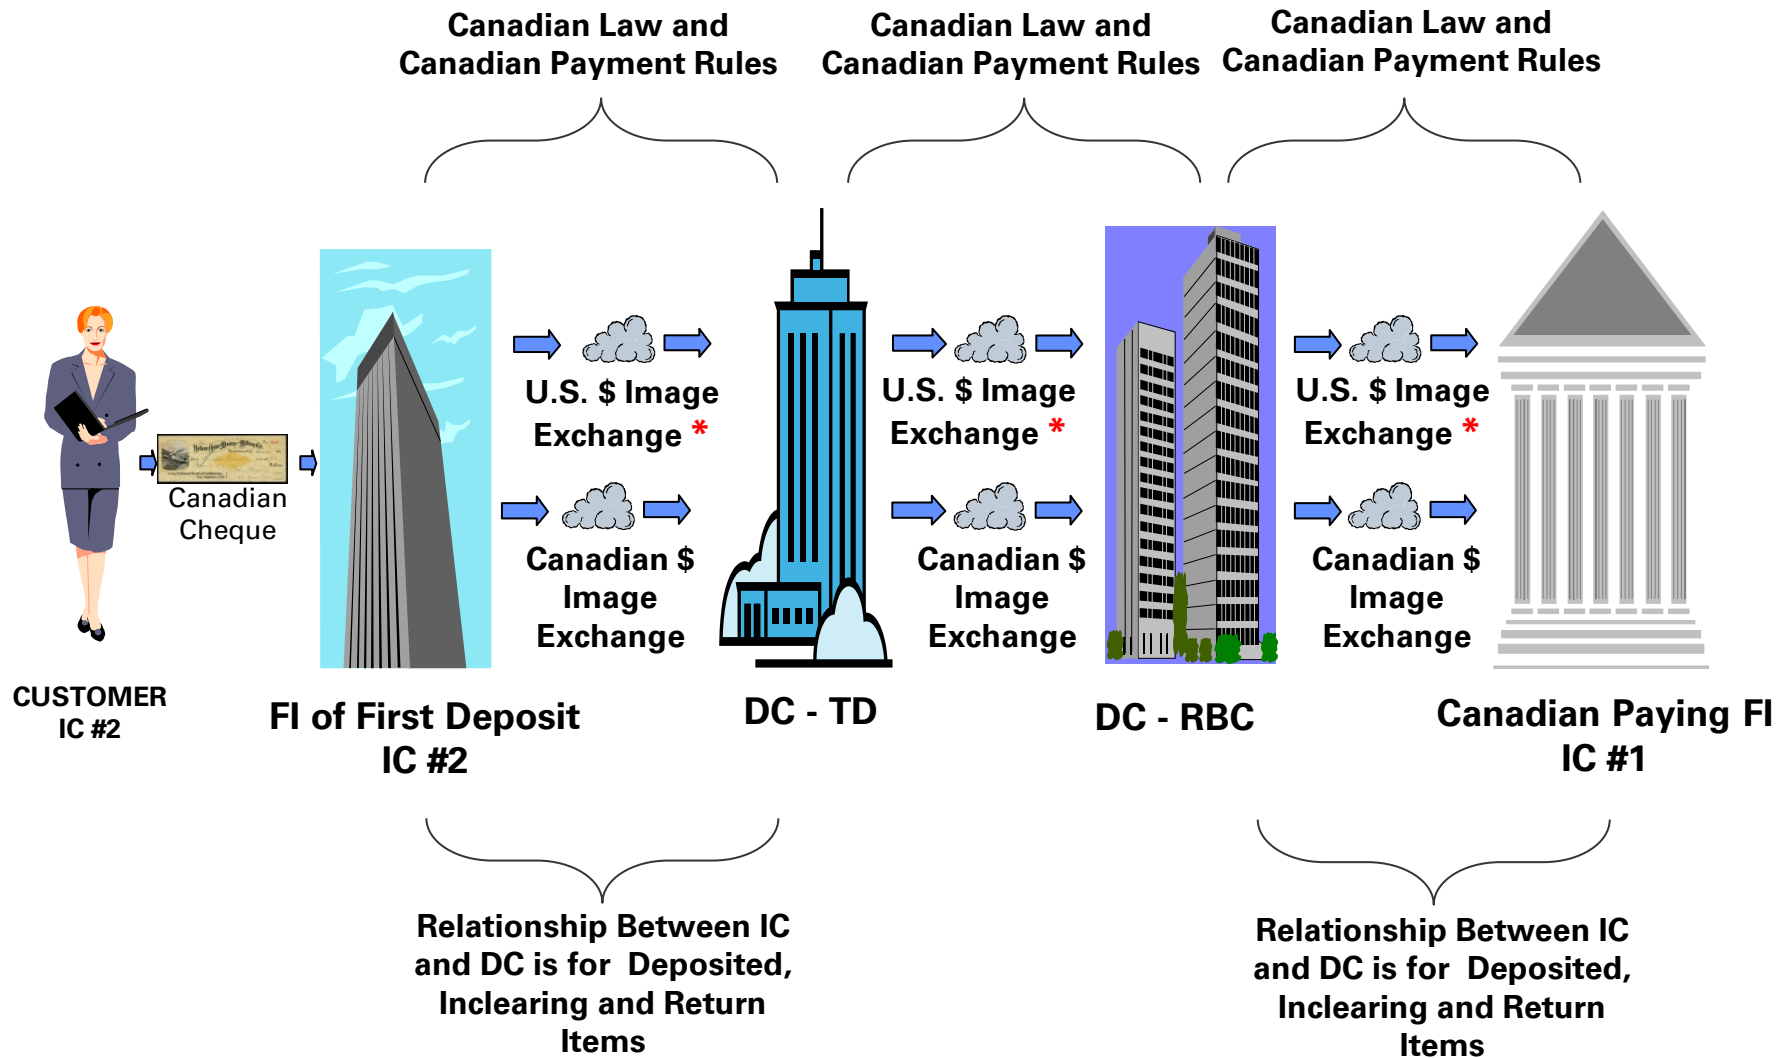 Canadian Law and
Canadian Payment Rules
Canadian Law and
Canadian Payment Rules
Canadian Law and
Canadian Payment Rules
U.S. $ Image
Exchange *
U.S. $ Image
Exchange *
U.S. $ Image
Exchange *
Canadian
Cheque
Canadian $
Image
Exchange
Canadian $
Image
Exchange
Canadian $
Image
Exchange
CUSTOMER
IC #2
FI of First Deposit
IC #2
DC - TD
DC - RBC
Canadian Paying FI
IC #1
Relationship Between IC
and DC is for Deposited,
Inclearing and Return
Items
Relationship Between IC
and DC is for Deposited,
Inclearing and Return
Items